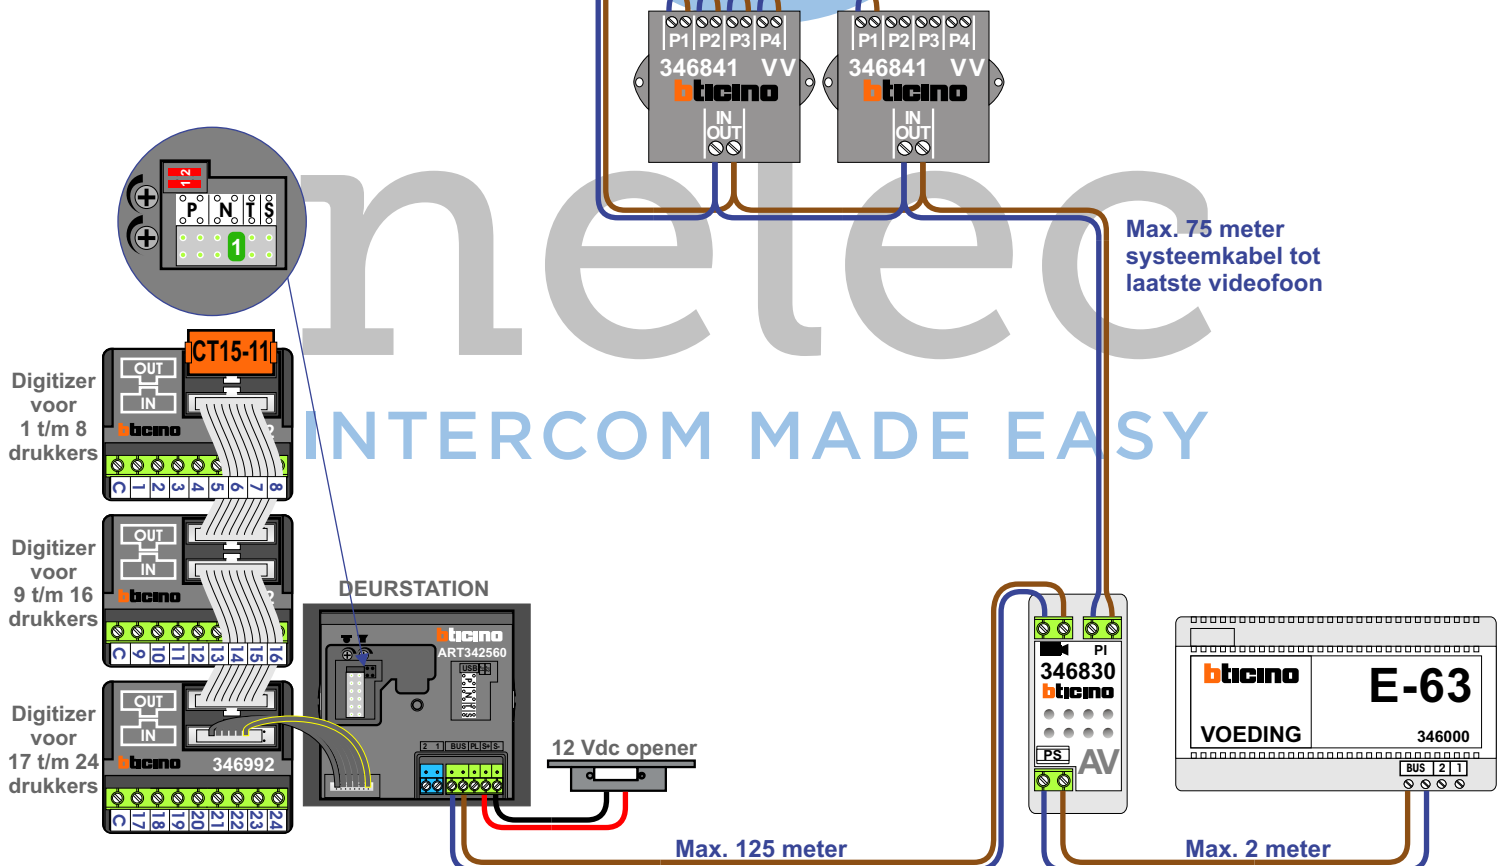 P1 P2 P3 P4
346841 VV
bticino
IN
OUT
P1 P2 P3 P4
346841 VV
bticino
IN
OUT
1 2
P N T S
1
nelec
INTERCOM MADE EASY
Max. 75 meter
systeemkabel tot
laatste videofoon
CT15-11
Digitizer
voor
1 t/m 8
drukkers
OUT
IN
bticino
2
C 1 2 3 4 5 6 7 8
Digitizer
voor
9 t/m 16
drukkers
OUT
IN
bticino
2
C 9 10 11 12 13 14 15 16
Digitizer
voor
17 t/m 24
drukkers
OUT
IN
bticino
346992
C 17 18 19 20 21 22 23 24
DEURSTATION
bticino
ART342560
USB
P
N
T
S
2 1 BUS PL S+ S-
12 Vdc opener
Max. 125 meter
PI
346830
bticino
PS
AV
bticino
E-63
VOEDING
346000
BUS 2 1
Max. 2 meter